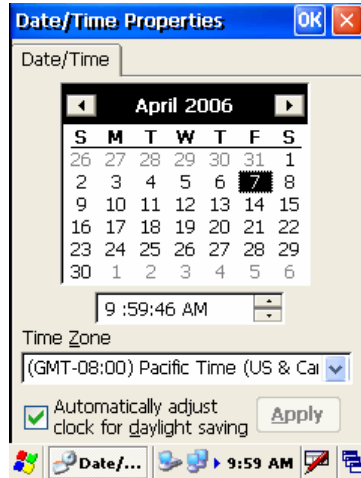 Date/Time Properties OK
Date/Time
April 2006
S M T W T F S
26 27 28 29 30 31 1
2 3 4 5 6 7 8
9 10 11 12 13 14 15
16 17 18 19 20 21 22
23 24 25 26 27 28 29
30 1 2 3 4 5 6
9 :59:46 AM
Time Zone
(GMT-08:00) Pacific Time (US & Ca
Automatically adjust
clock for daylight saving
Apply
Date/... 9:59 AM